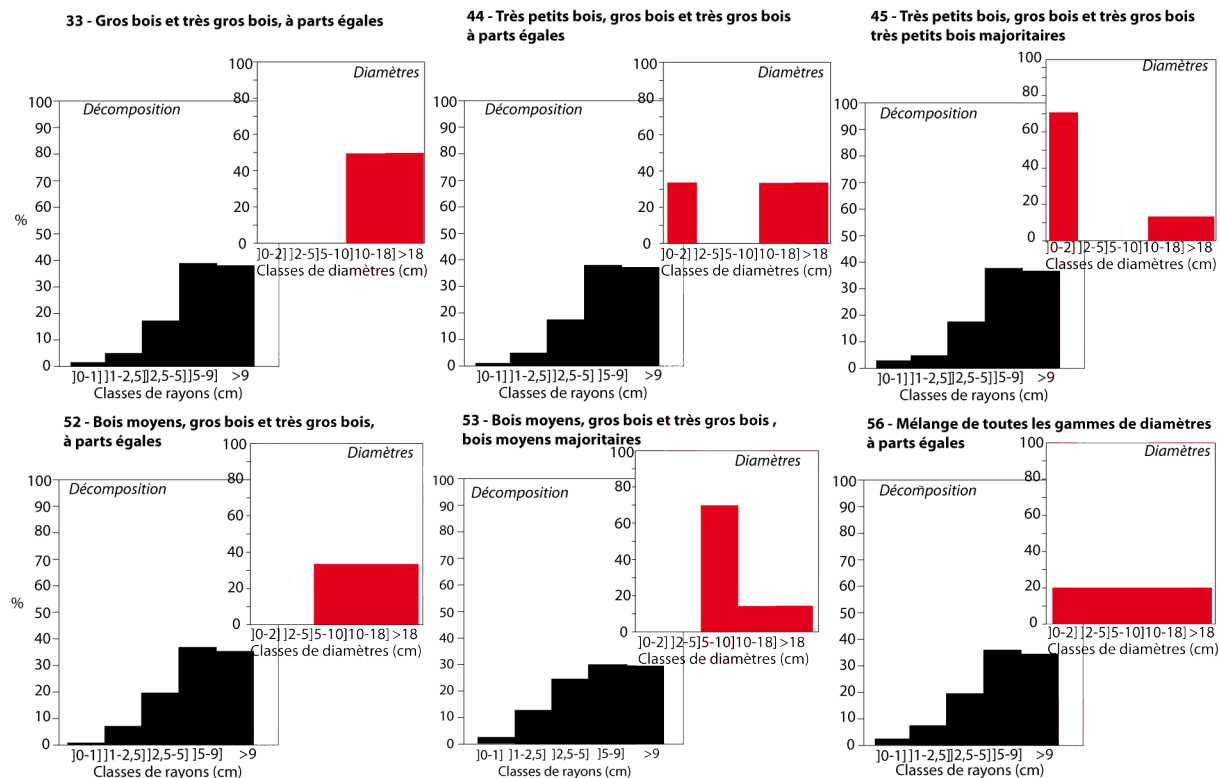 33 - Gros bois et très gros bois, à parts égales
100
Diamètres
80
60
40
20
0
]0-2] ]2-5]]5-10] ]10-18] >18
Classes de diamètres (cm)
Décomposition
100
90
80
70
60
%
50
40
30
20
10
0
]0-1] ]1-2,5] ]2,5-5] ]5-9] >9
Classes de rayons (cm)
44 - Très petits bois, gros bois et très gros bois
à parts égales
100
Diamètres
80
60
40
20
0
]0-2] ]2-5]]5-10] ]10-18] >18
Classes de diamètres (cm)
Décomposition
100
90
80
70
60
50
40
30
20
10
0
]0-1] ]1-2,5] ]2,5-5] ]5-9] >9
Classes de rayons (cm)
45 - Très petits bois, gros bois et très gros bois
très petits bois majoritaires
100
Diamètres
80
60
40
20
0
]0-2] ]2-5]]5-10] ]10-18] >18
Classes de diamètres (cm)
Décomposition
100
90
80
70
60
50
40
30
20
10
0
]0-1] ]1-2,5] ]2,5-5] ]5-9] >9
Classes de rayons (cm)
52 - Bois moyens, gros bois et très gros bois,
à parts égales
100
Diamètres
80
60
40
20
0
]0-2] ]2-5]]5-10]]10-18] >18
Classes de diamètres (cm)
Décomposition
100
90
80
70
60
%
50
40
30
20
10
0
]0-1] ]1-2,5] ]2,5-5] ]5-9] >9
Classes de rayons (cm)
53 - Bois moyens, gros bois et très gros bois ,
bois moyens majoritaires
100
Diamètres
80
60
40
20
0
]0-2] ]2-5]]5-10]]10-18] >18
Classes de diamètres (cm)
Décomposition
100
90
80
70
60
50
40
30
20
10
0
]0-1] ]1-2,5] ]2,5-5] ]5-9] >9
Classes de rayons (cm)
56 - Mélange de toutes les gammes de diamètres
à parts égales
100
Diamètres
80
60
40
20
0
]0-2] ]2-5]]5-10] ]10-18] >18
Classes de diamètres (cm)
Décomposition
100
90
80
70
60
50
40
30
20
10
0
]0-1] ]1-2,5] ]2,5-5] ]5-9] >9
Classes de rayons (cm)